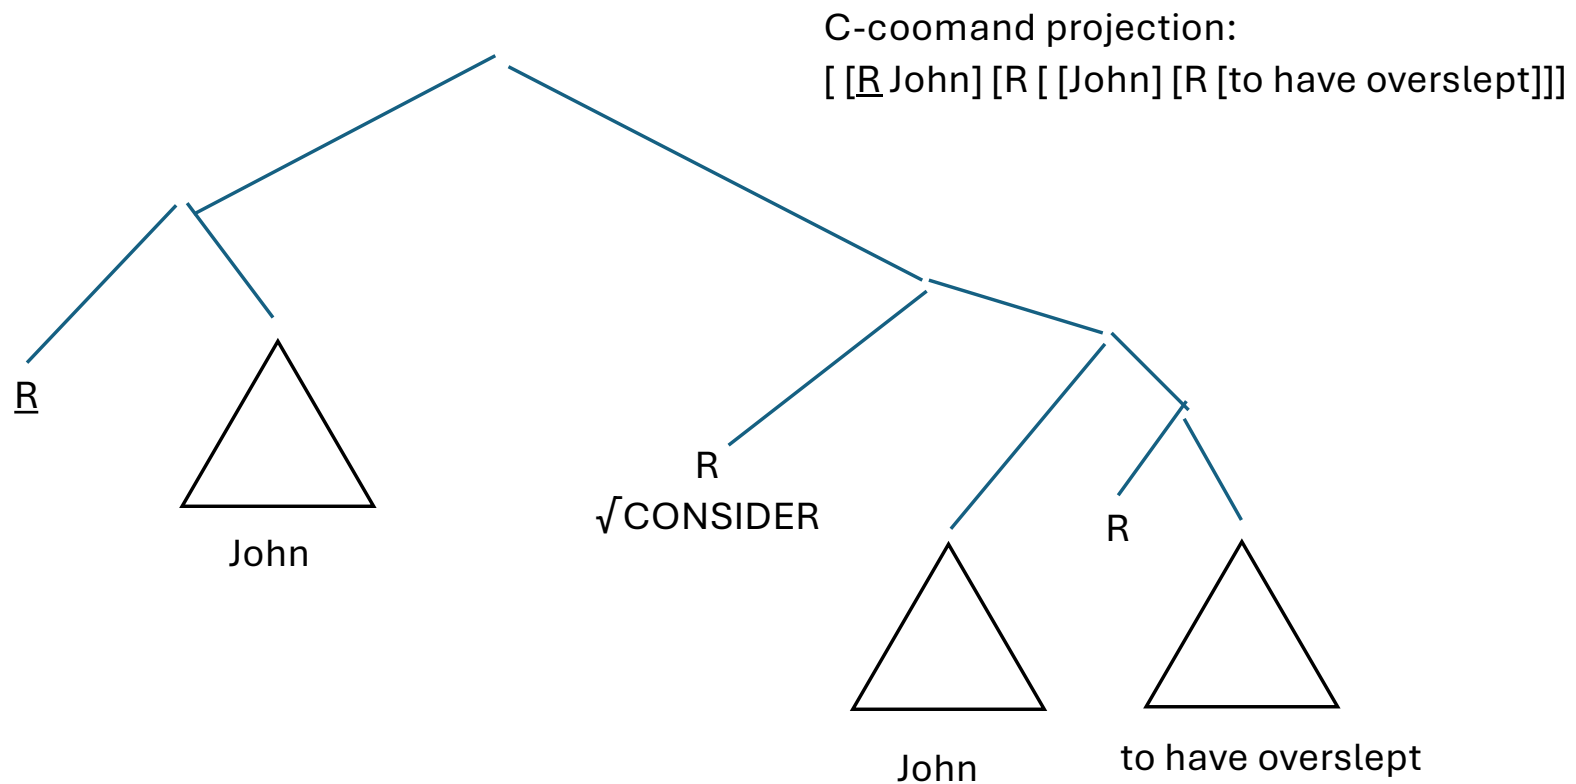 C-coomand projection:
[ [R John] [R [ [John] [R [to have overslept]]]
R
John
R
√CONSIDER
R
John
to have overslept